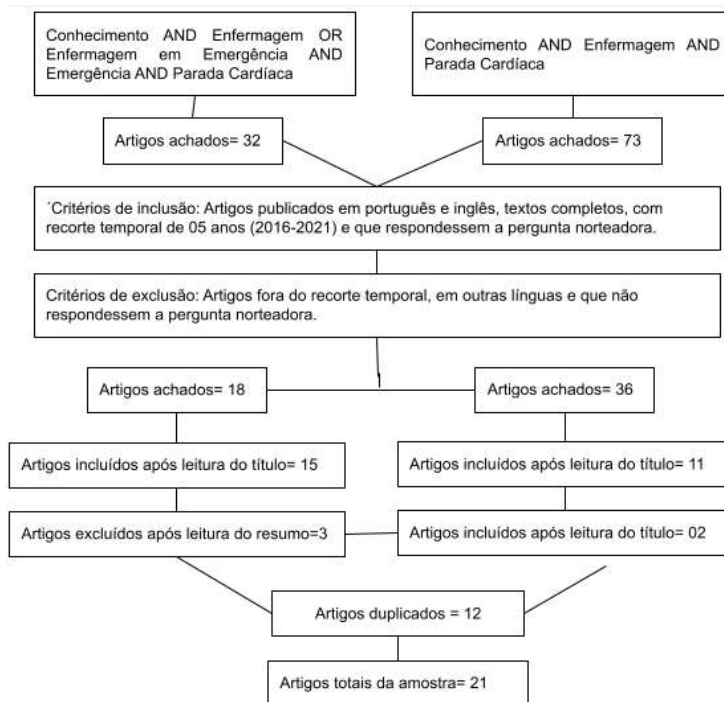 Conhecimento AND Enfermagem OR
Enfermagem em Emergência AND
Emergência AND Parada Cardíaca
Conhecimento AND Enfermagem AND
Parada Cardíaca
Artigos achados= 32
Artigos achados= 73
´Critérios de inclusão: Artigos publicados em português e inglês, textos completos, com
recorte temporal de 05 anos (2016-2021) e que respondessem a pergunta norteadora.
Critérios de exclusão: Artigos fora do recorte temporal, em outras línguas e que não
respondessem a pergunta norteadora.
Artigos achados= 18
Artigos achados= 36
Artigos incluídos após leitura do título= 15
Artigos incluídos após leitura do título= 11
Artigos excluídos após leitura do resumo=3
Artigos incluídos após leitura do título= 02
Artigos duplicados = 12
Artigos totais da amostra= 21